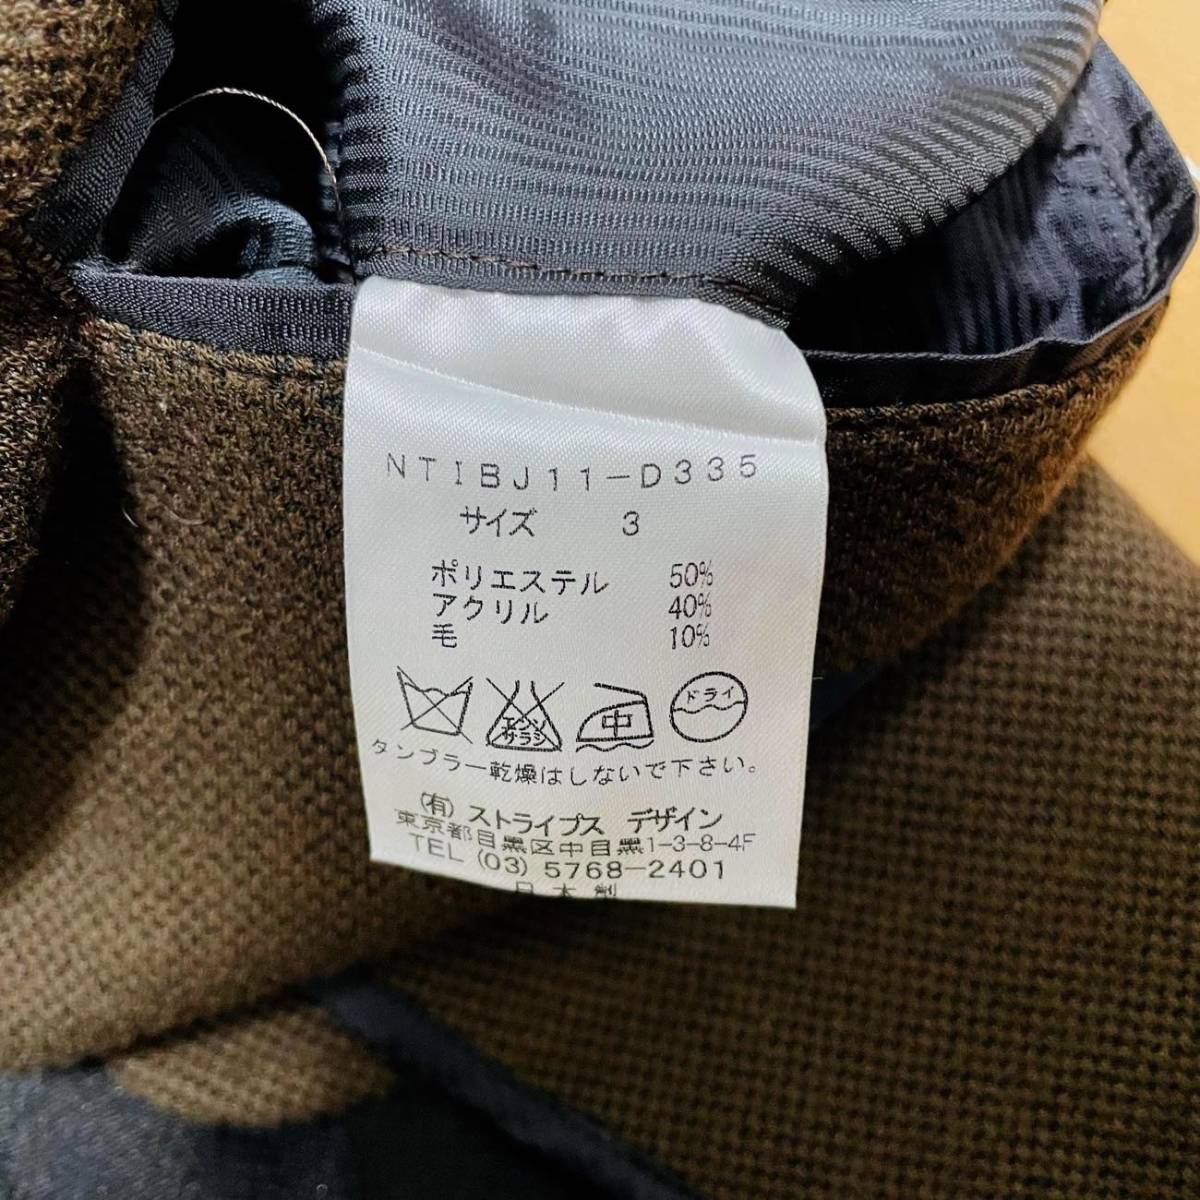 NTIBJ11-D335
サイズ 3
ポリエステル 50%
アクリル 40%
毛 10%
エンソ
サラシ
中
ドライ
タンブラー乾燥はしないで下さい。
(有) ストライプス デザイン
東京都目黒区中目黒1-3-8-4F
TEL (03) 5768-2401
日本製